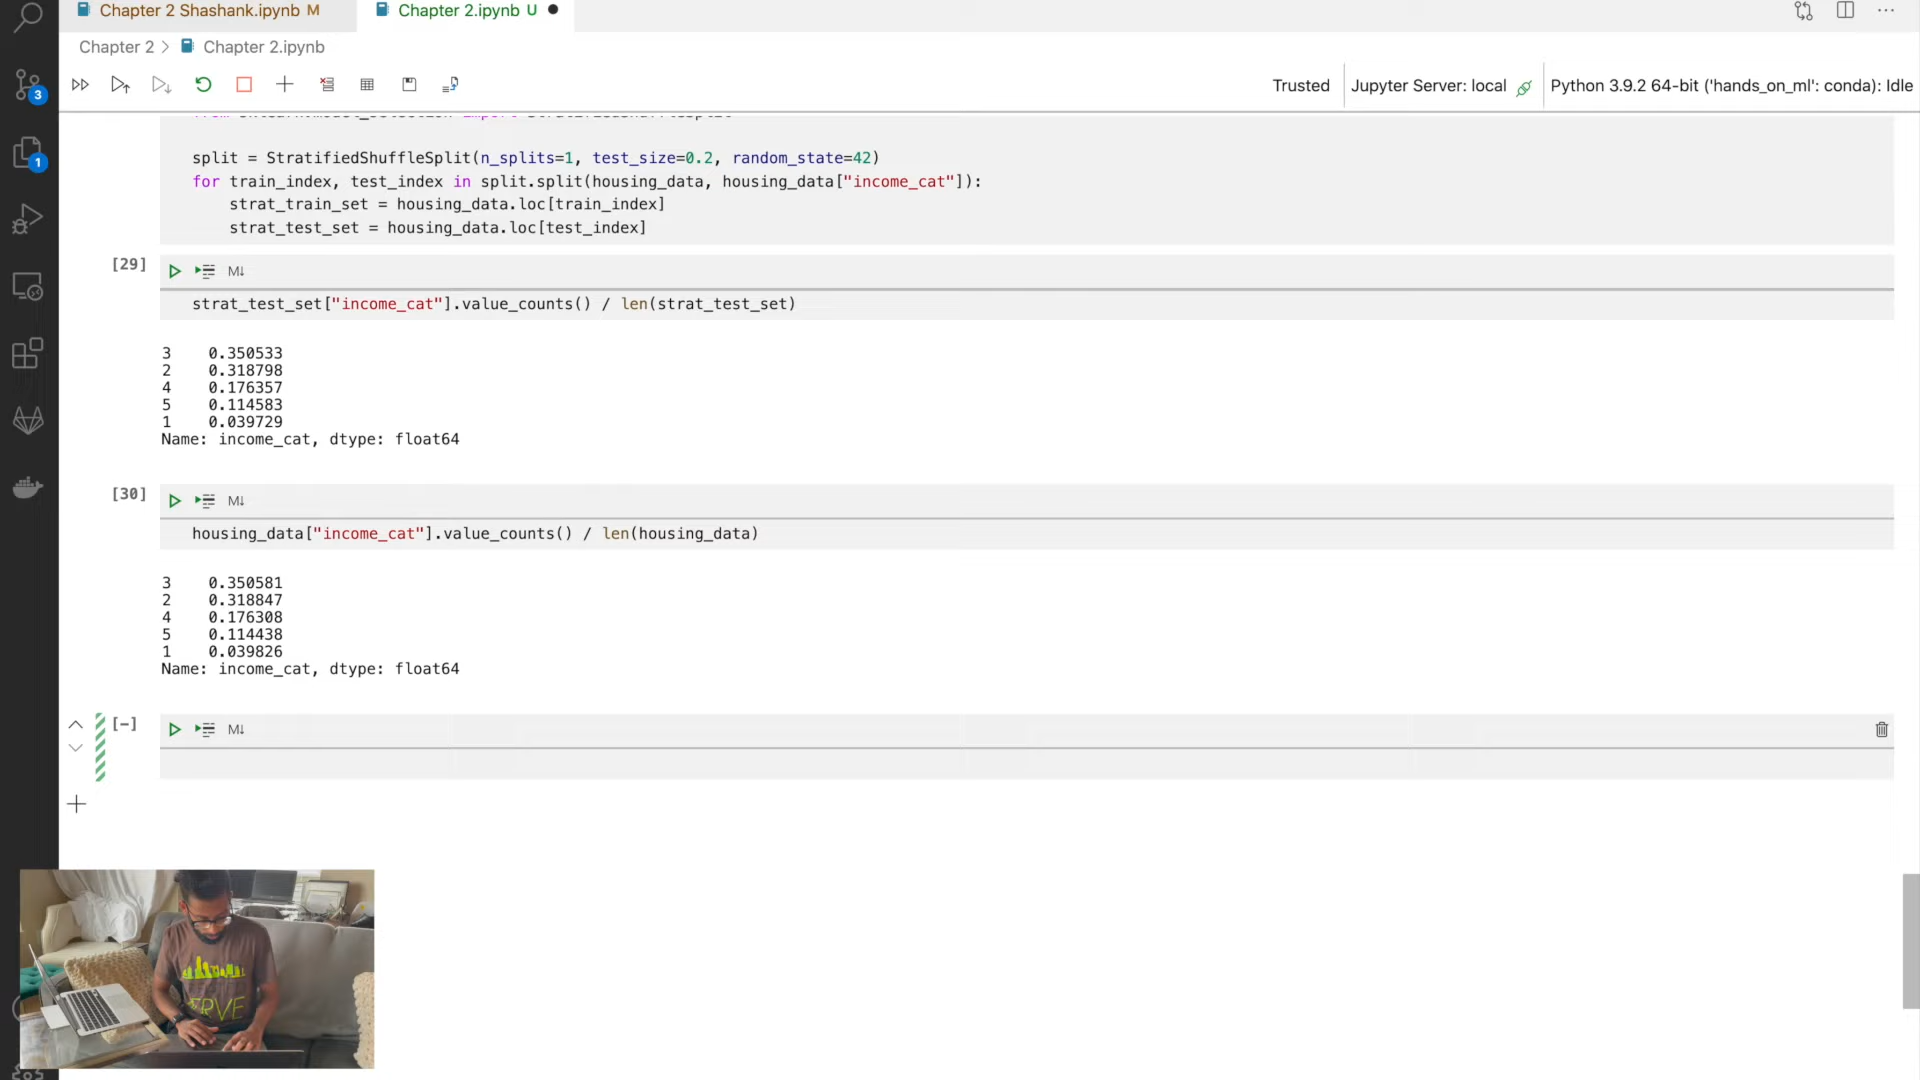 Chapter 2 Shashank.ipynb M
Chapter 2.ipynb U
Chapter 2 > Chapter 2.ipynb
3
1
Trusted
Jupyter Server: local
Python 3.9.2 64-bit ('hands_on_ml': conda): Idle
split = StratifiedShuffleSplit(n_splits=1, test_size=0.2, random_state=42)
for train_index, test_index in split.split(housing_data, housing_data["income_cat"]):
    strat_train_set = housing_data.loc[train_index]
    strat_test_set = housing_data.loc[test_index]
[29]
M↓
strat_test_set["income_cat"].value_counts() / len(strat_test_set)
3    0.350533
2    0.318798
4    0.176357
5    0.114583
1    0.039729
Name: income_cat, dtype: float64
[30]
M↓
housing_data["income_cat"].value_counts() / len(housing_data)
3    0.350581
2    0.318847
4    0.176308
5    0.114438
1    0.039826
Name: income_cat, dtype: float64
[-]
M↓